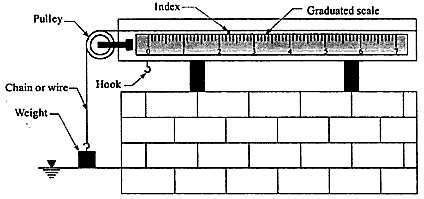 Index
Graduated scale
Pulley
0 1 2 3 4 5 6 7
Hook
Chain or wire
Weight